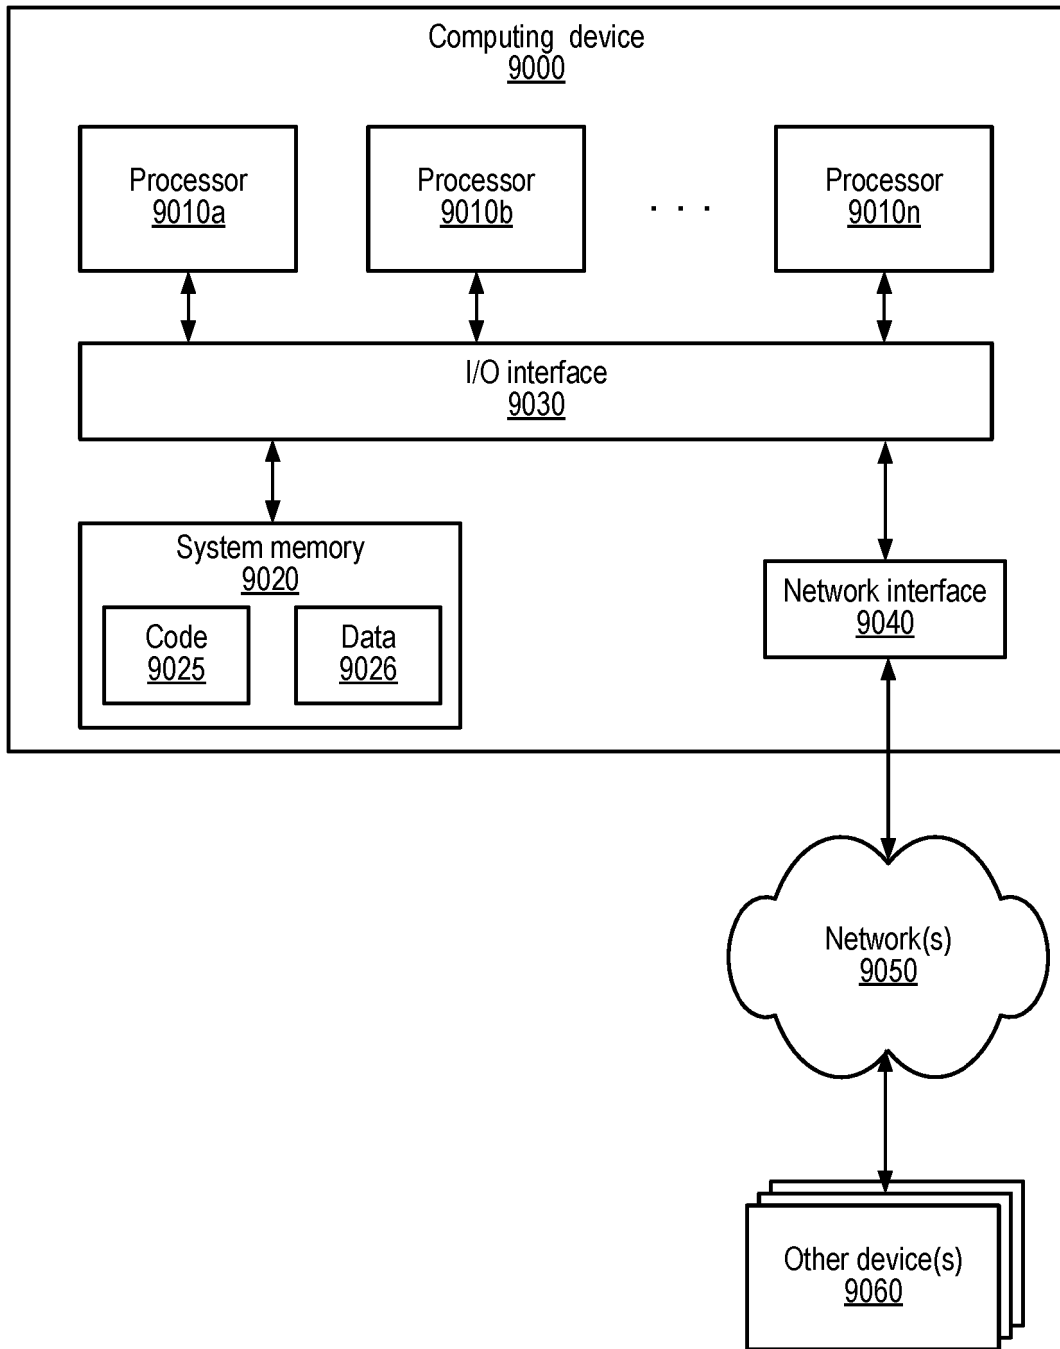 Computing device
9000
Processor
9010a
Processor
9010b
. . .
Processor
9010n
I/O interface
9030
System memory
9020
Code
9025
Data
9026
Network interface
9040
Network(s)
9050
Other device(s)
9060